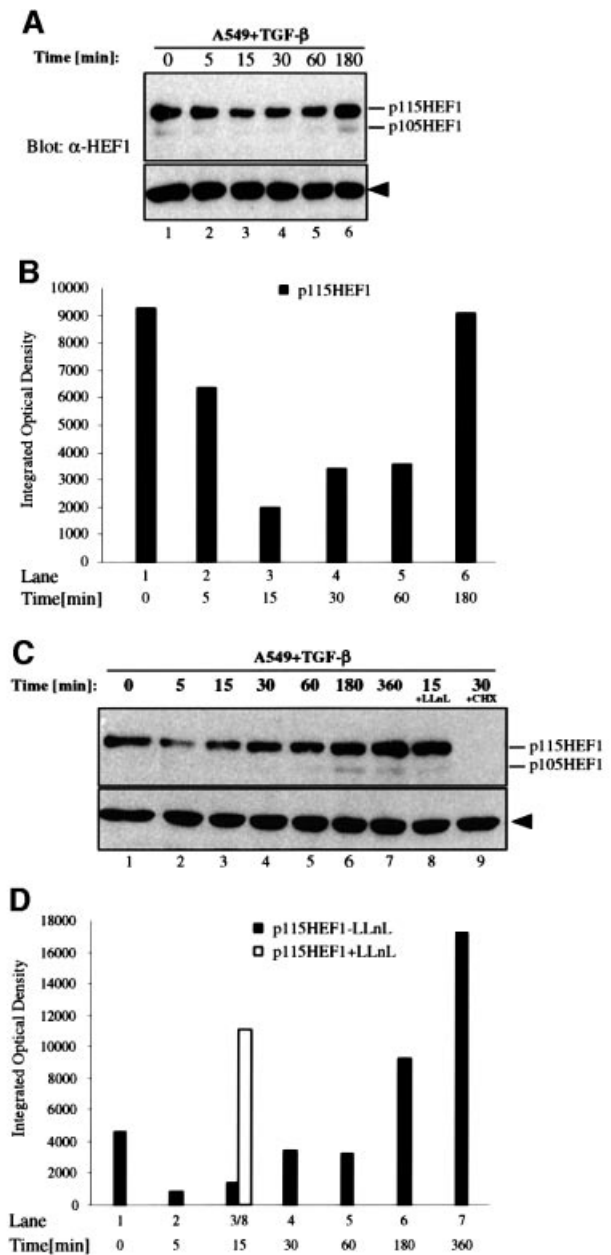 A
A549+TGF-β
Time [min]: 0 5 15 30 60 180
p115HEF1
p105HEF1
Blot: α-HEF1
1 2 3 4 5 6
B
p115HEF1
Integrated Optical Density
10000
9000
8000
7000
6000
5000
4000
3000
2000
1000
0
Lane 1 2 3 4 5 6
Time[min] 0 5 15 30 60 180
C
A549+TGF-β
Time [min]: 0 5 15 30 60 180 360 15 30
+LLnL +CHX
p115HEF1
p105HEF1
1 2 3 4 5 6 7 8 9
D
p115HEF1-LLnL
p115HEF1+LLnL
Integrated Optical Density
18000
16000
14000
12000
10000
8000
6000
4000
2000
0
Lane 1 2 3/8 4 5 6 7
Time[min] 0 5 15 30 60 180 360